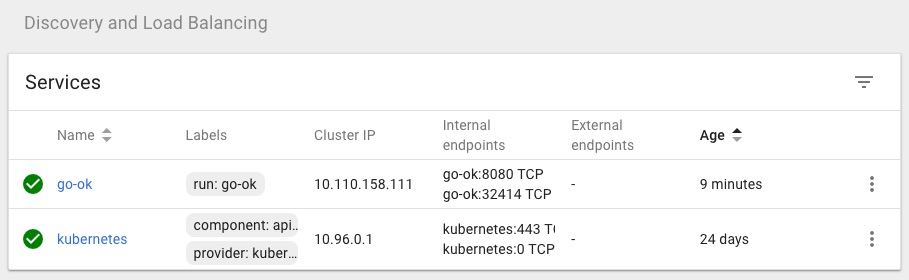 Discovery and Load Balancing
Services
Name Labels Cluster IP Internal endpoints External endpoints Age
go-ok run: go-ok 10.110.158.111 go-ok:8080 TCP - 9 minutes
go-ok:32414 TCP
kubernetes component: api.. 10.96.0.1 kubernetes:443 T( - 24 days
provider: kuber... kubernetes:0 TCP